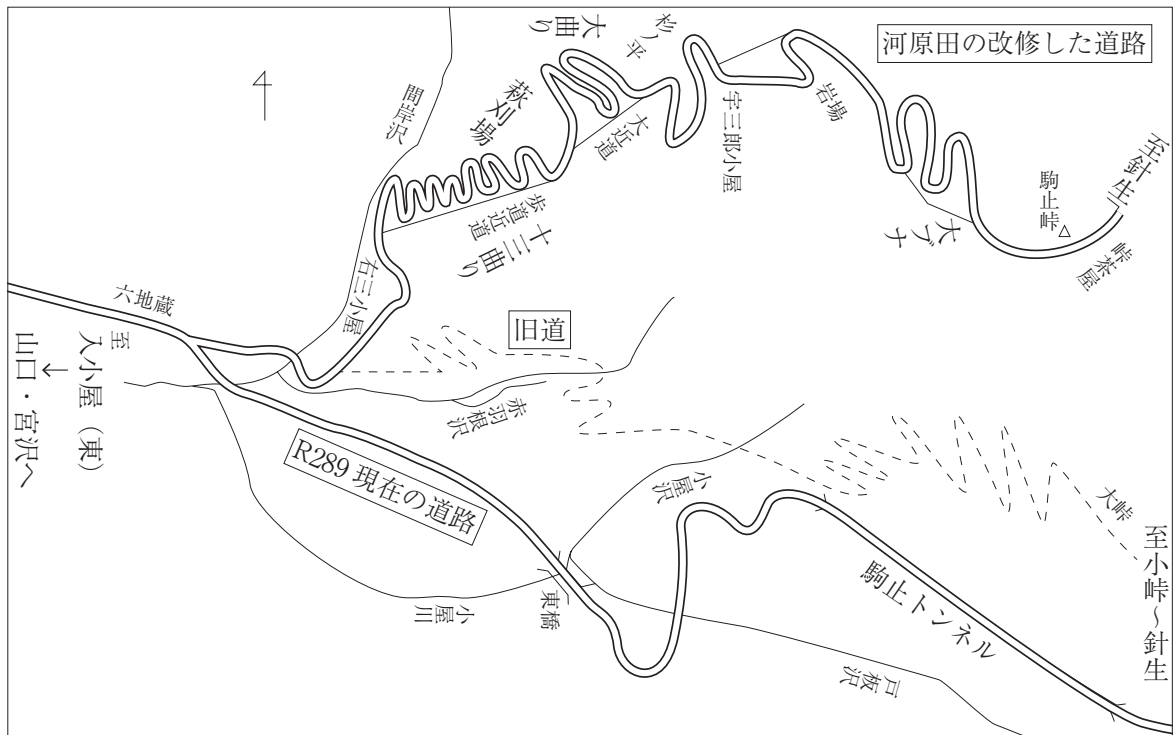 河原田の改修した道路
至針生
峠茶屋
駒止峠
大ブナ
岩場
宇三郎小屋
大近道
杉ノ平
大曲り
萩刈場
間岸沢
歩道近道
十三曲り
右三小屋
六地蔵
至
入小屋(東)
山口・宮沢へ
旧道
赤羽根沢
R289 現在の道路
小屋川
東橋
小屋沢
戸板沢
駒止トンネル
大峠
至小峠～針生